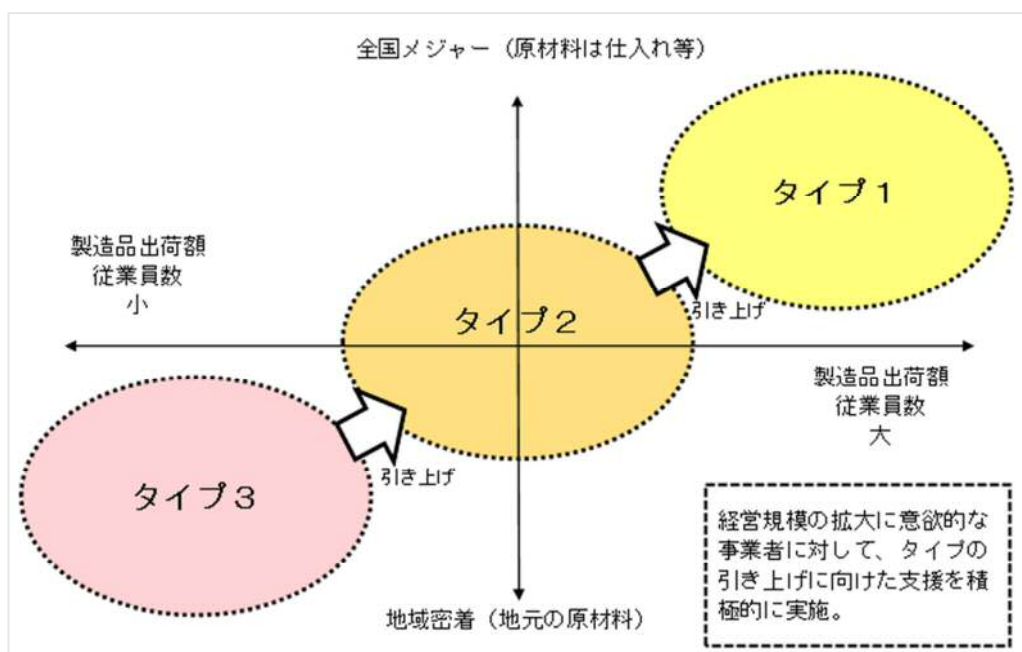 全国メジャー（原材料は仕入れ等）
タイプ１
製造品出荷額
従業員数
小
引き上げ
タイプ２
製造品出荷額
従業員数
大
引き上げ
タイプ３
経営規模の拡大に意欲的な
事業者に対して、タイプの
引き上げに向けた支援を積
極的に実施。
地域密着（地元の原材料）